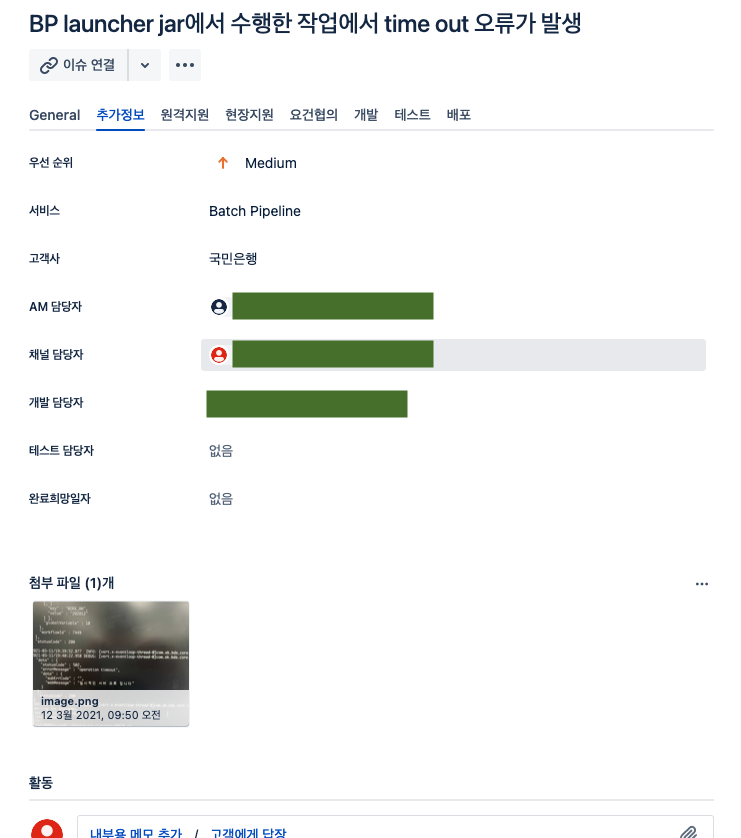 BP launcher jar에서 수행한 작업에서 time out 오류가 발생
이슈 연결
General 추가정보 원격지원 현장지원 요건협의 개발 테스트 배포
우선 순위 Medium
서비스 Batch Pipeline
고객사 국민은행
AM 담당자
채널 담당자
개발 담당자
테스트 담당자 없음
완료희망일자 없음
첨부 파일 (1)개
"statusCode" : 200
"errorMessage" : "operation timeout",
image.png
12 3월 2021, 09:50 오전
활동
내부용 메모 추가 / 고객에게 답장